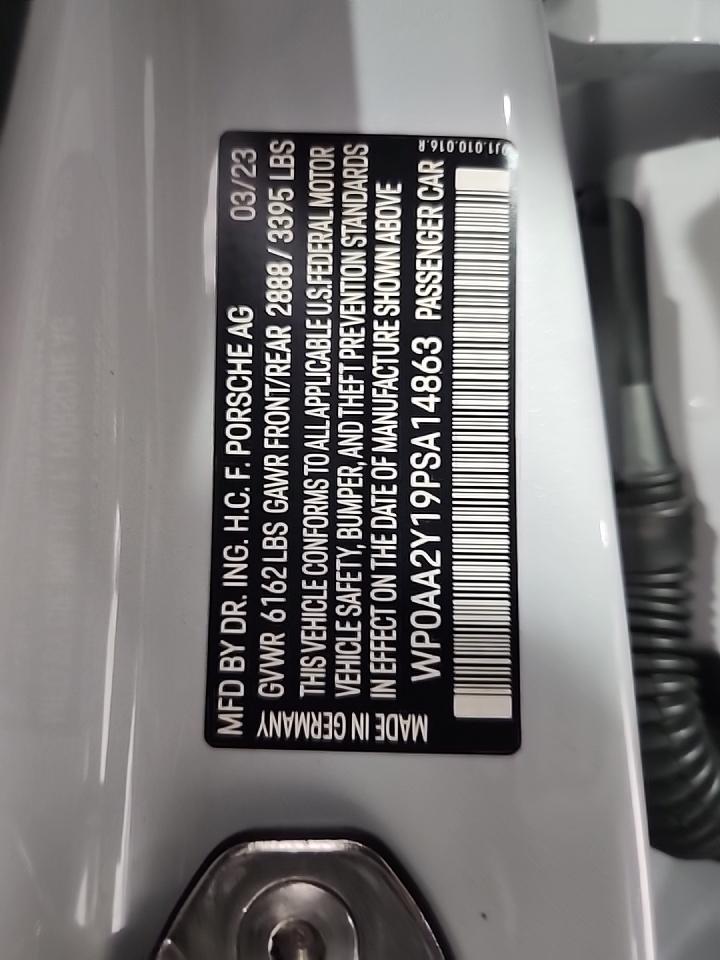 MFD BY DR. ING. H.C. F. PORSCHE AG 03/23
GVWR 6162 LBS GAWR FRONT/REAR 2888 / 3395 LBS
THIS VEHICLE CONFORMS TO ALL APPLICABLE U.S. FEDERAL MOTOR
VEHICLE SAFETY, BUMPER, AND THEFT PREVENTION STANDARDS
IN EFFECT ON THE DATE OF MANUFACTURE SHOWN ABOVE
WP0AA2Y19PSA14863 PASSENGER CAR
MADE IN GERMANY